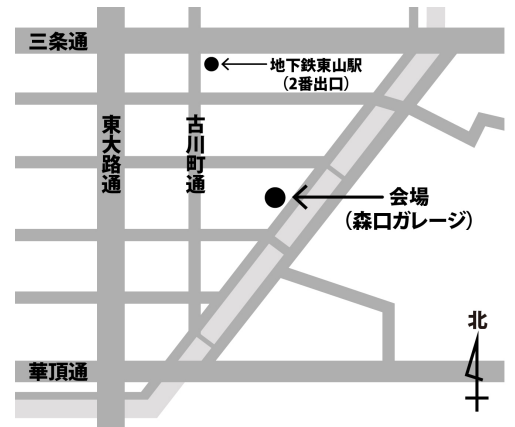 三条通
地下鉄東山駅
（2番出口）
東大路通
古川町通
会場
（森口ガレージ）
北
華頂通